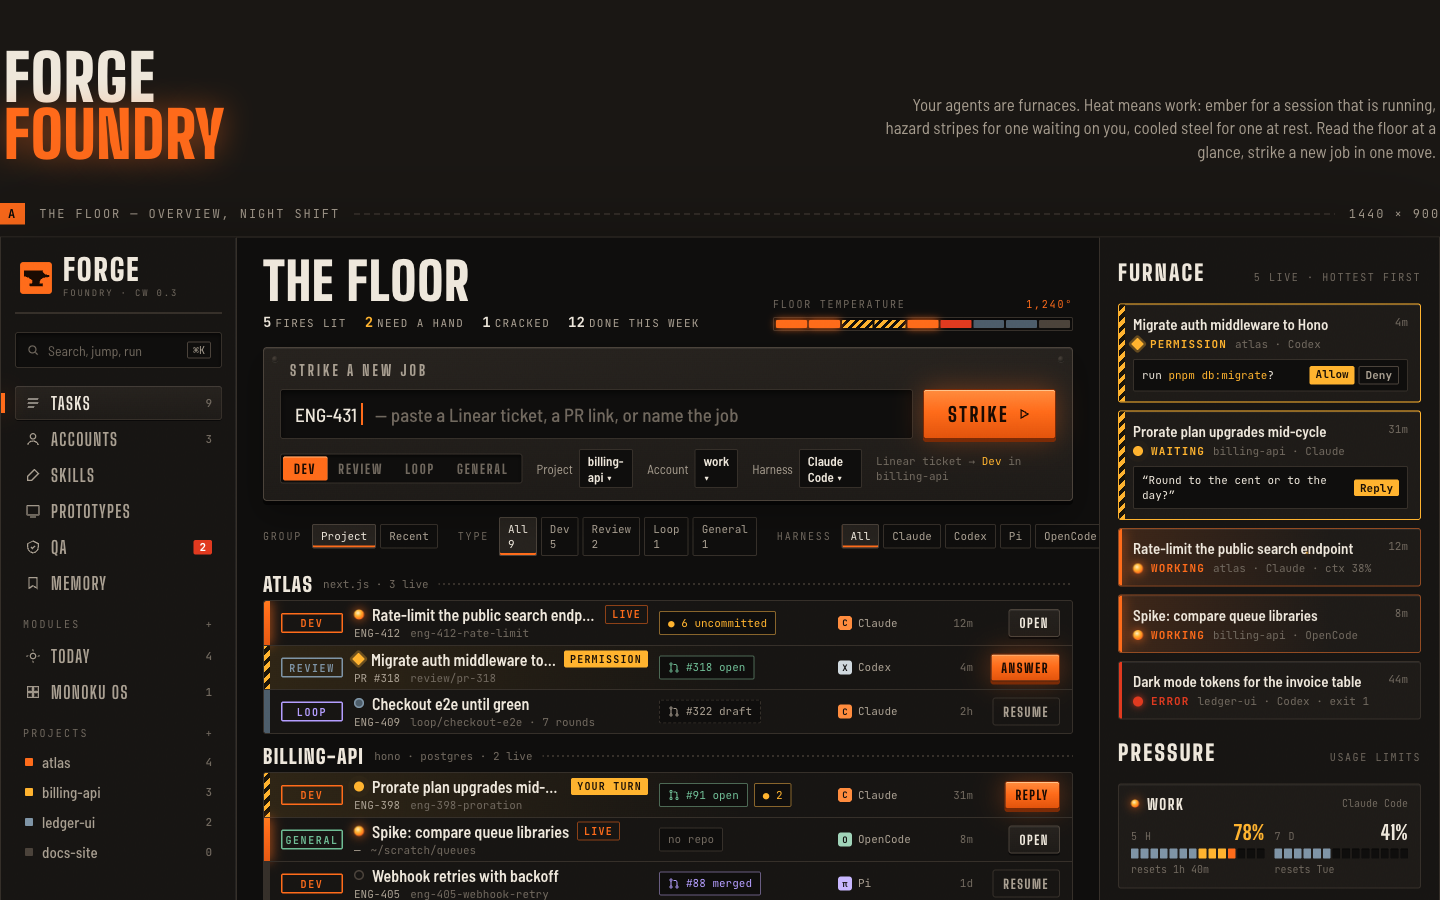 FORGE
FOUNDRY
Your agents are furnaces. Heat means work: ember for a session that is running,
hazard stripes for one waiting on you, cooled steel for one at rest. Read the floor at a
glance, strike a new job in one move.
A THE FLOOR — OVERVIEW, NIGHT SHIFT 1440 × 900
FORGE
FOUNDRY · CW 0.3
Search, jump, run ⌘K
TASKS 9
ACCOUNTS 3
SKILLS
PROTOTYPES
QA 2
MEMORY
MODULES +
TODAY 4
MONOKU OS 1
PROJECTS +
atlas 4
billing-api 3
ledger-ui 2
docs-site 0
THE FLOOR
5 FIRES LIT 2 NEED A HAND 1 CRACKED 12 DONE THIS WEEK
FLOOR TEMPERATURE 1,240°
STRIKE A NEW JOB
ENG-431 — paste a Linear ticket, a PR link, or name the job
STRIKE
DEV REVIEW LOOP GENERAL
Project billing-api ▾
Account work ▾
Harness Claude Code ▾
Linear ticket → Dev in
billing-api
GROUP Project Recent
TYPE All 9 Dev 5 Review 2 Loop 1 General 1
HARNESS All Claude Codex Pi OpenCode
ATLAS next.js · 3 live
DEV Rate-limit the public search endp... LIVE ● 6 uncommitted C Claude 12m OPEN
ENG-412 eng-412-rate-limit
REVIEW Migrate auth middleware to... PERMISSION #318 open X Codex 4m ANSWER
PR #318 review/pr-318
LOOP Checkout e2e until green #322 draft C Claude 2h RESUME
ENG-409 loop/checkout-e2e · 7 rounds
BILLING-API hono · postgres · 2 live
DEV Prorate plan upgrades mid-... YOUR TURN #91 open ● 2 C Claude 31m REPLY
ENG-398 eng-398-proration
GENERAL Spike: compare queue libraries LIVE no repo O OpenCode 8m OPEN
— ~/scratch/queues
DEV Webhook retries with backoff #88 merged π Pi 1d RESUME
ENG-405 eng-405-webhook-retry
FURNACE 5 LIVE · HOTTEST FIRST
Migrate auth middleware to Hono 4m
PERMISSION atlas · Codex
run pnpm db:migrate? Allow Deny
Prorate plan upgrades mid-cycle 31m
WAITING billing-api · Claude
“Round to the cent or to the
day?” Reply
Rate-limit the public search endpoint 12m
WORKING atlas · Claude · ctx 38%
Spike: compare queue libraries 8m
WORKING billing-api · OpenCode
Dark mode tokens for the invoice table 44m
ERROR ledger-ui · Codex · exit 1
PRESSURE USAGE LIMITS
WORK Claude Code
5 H 78% 7 D 41%
resets 1h 40m resets Tue